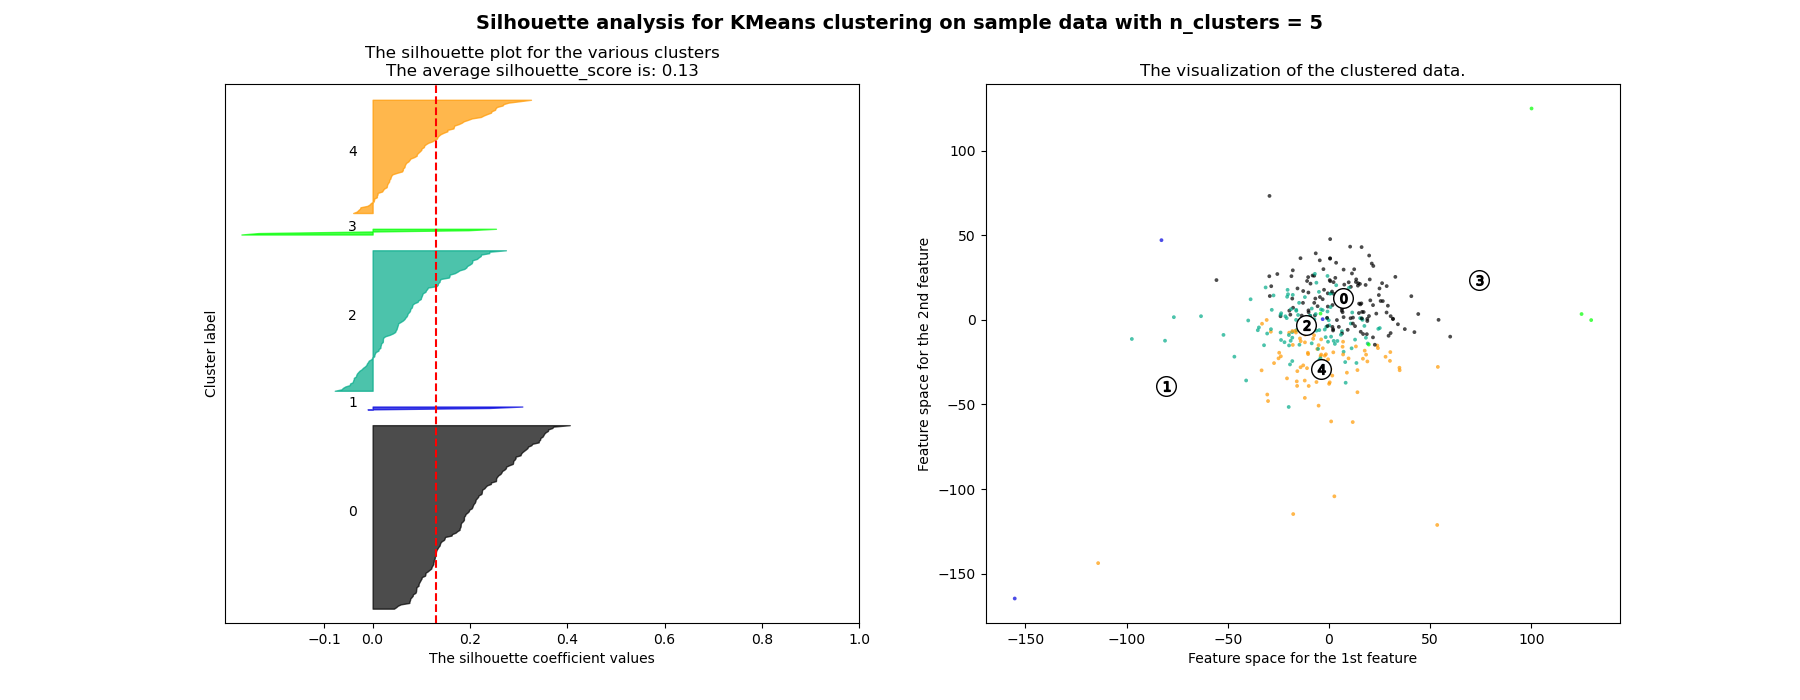 Silhouette analysis for KMeans clustering on sample data with n_clusters = 5
The silhouette plot for the various clusters
The average silhouette_score is: 0.13
4
3
2
1
0
Cluster label
−0.1 0.0 0.2 0.4 0.6 0.8 1.0
The silhouette coefficient values
The visualization of the clustered data.
100
50
0
−50
−100
−150
Feature space for the 2nd feature
3
0
2
4
1
−150 −100 −50 0 50 100
Feature space for the 1st feature